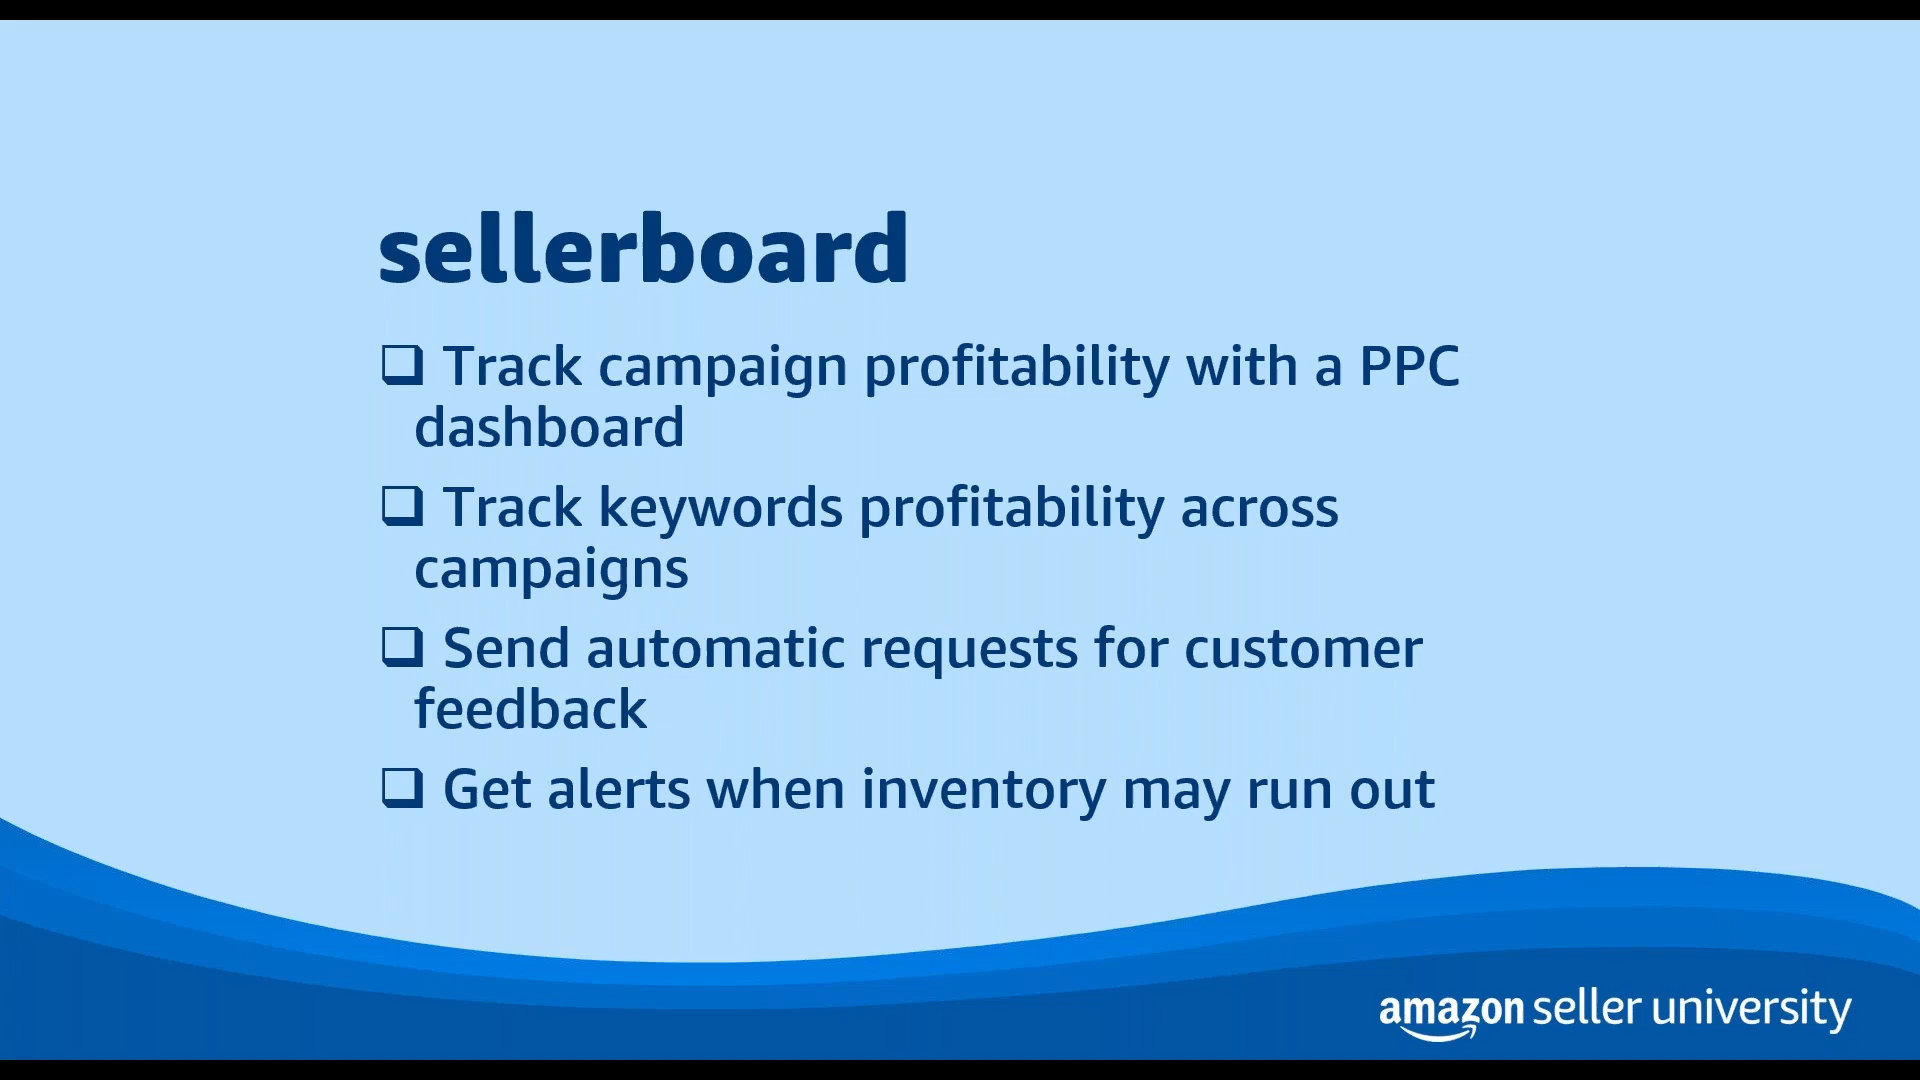 sellerboard
❑ Track campaign profitability with a PPC
dashboard
❑ Track keywords profitability across
campaigns
❑ Send automatic requests for customer
feedback
❑ Get alerts when inventory may run out
amazon seller university